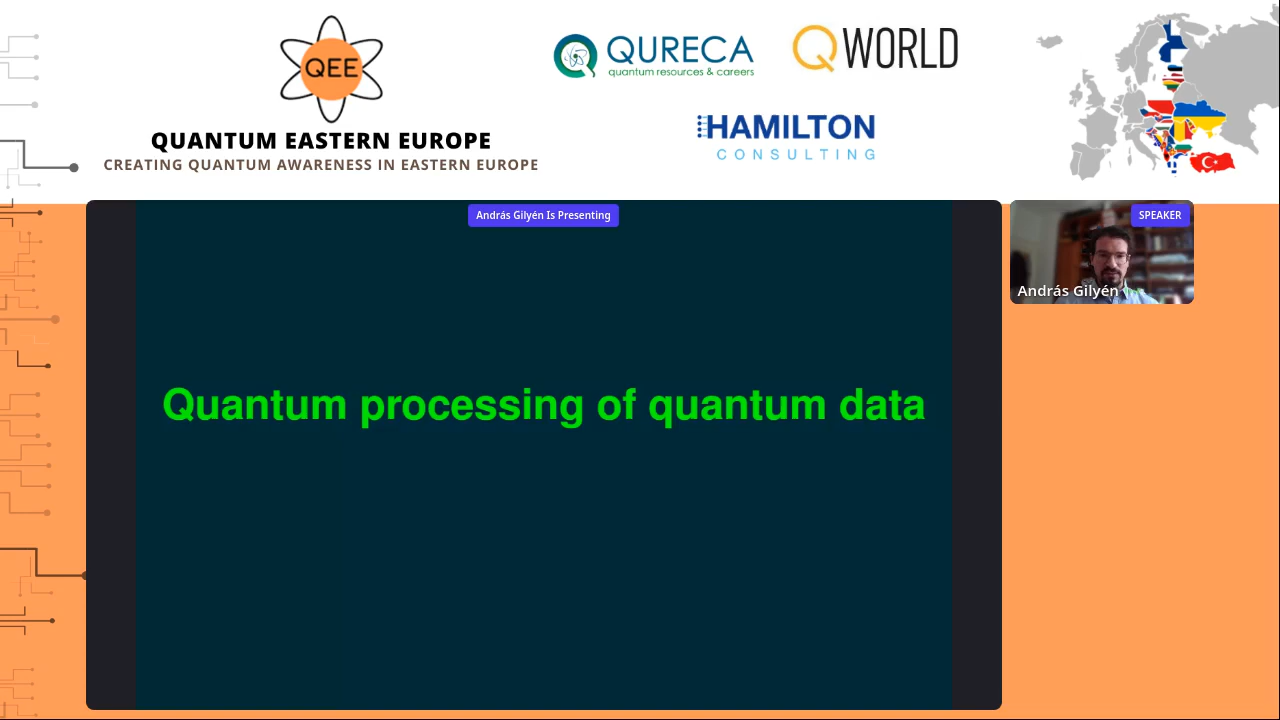 QEE
QUANTUM EASTERN EUROPE
CREATING QUANTUM AWARENESS IN EASTERN EUROPE
QURECA
quantum resources & careers
QWORLD
HAMILTON
CONSULTING
András Gilyén Is Presenting
SPEAKER
András Gilyén
Quantum processing of quantum data